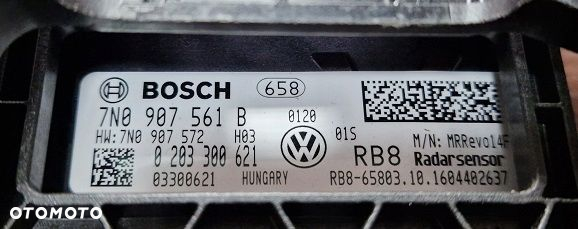 BOSCH 658
7N0 907 561 B 0120
HW:7N0 907 572 H03 01S M/N: MRRevo14F
0 203 300 621 RB8 Radarsensor
03300621 HUNGARY RB8-65803.10.1604402637
OTOMOTO